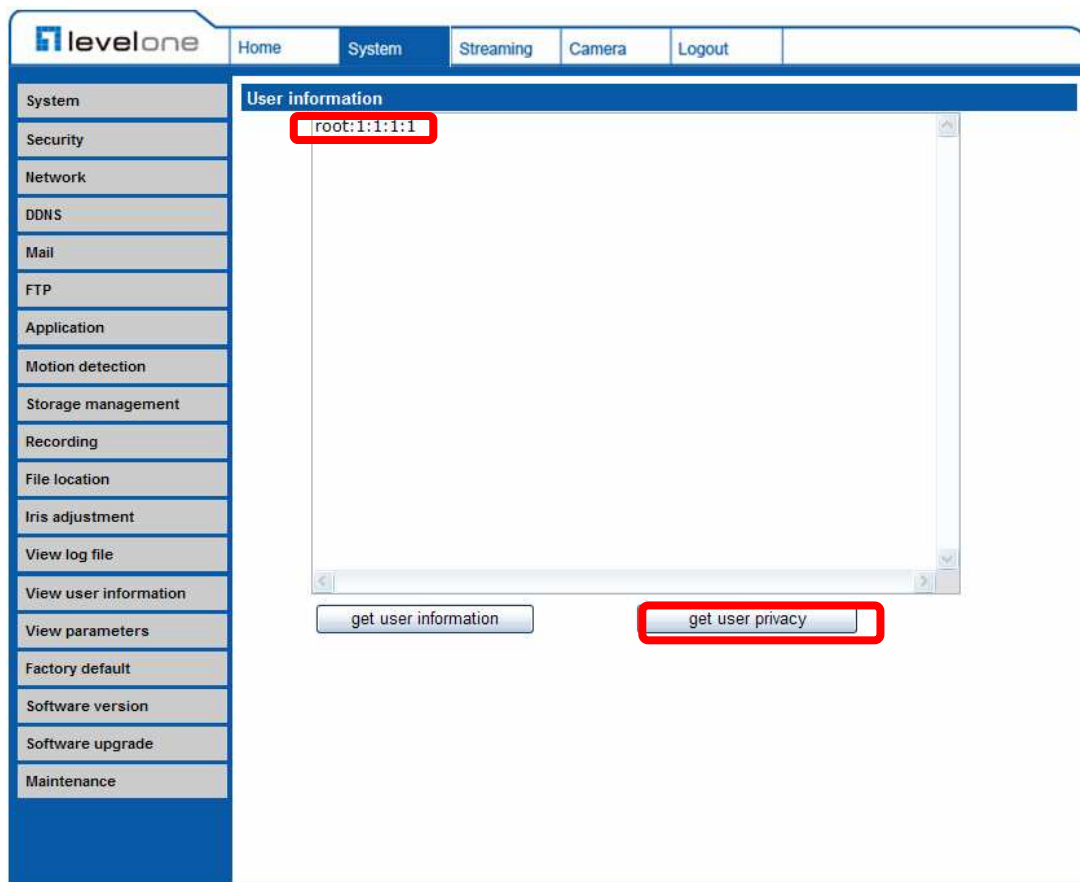 levelone
Home System Streaming Camera Logout
System
Security
Network
DDNS
Mail
FTP
Application
Motion detection
Storage management
Recording
File location
Iris adjustment
View log file
View user information
View parameters
Factory default
Software version
Software upgrade
Maintenance
User information
root:1:1:1:1
get user information get user privacy